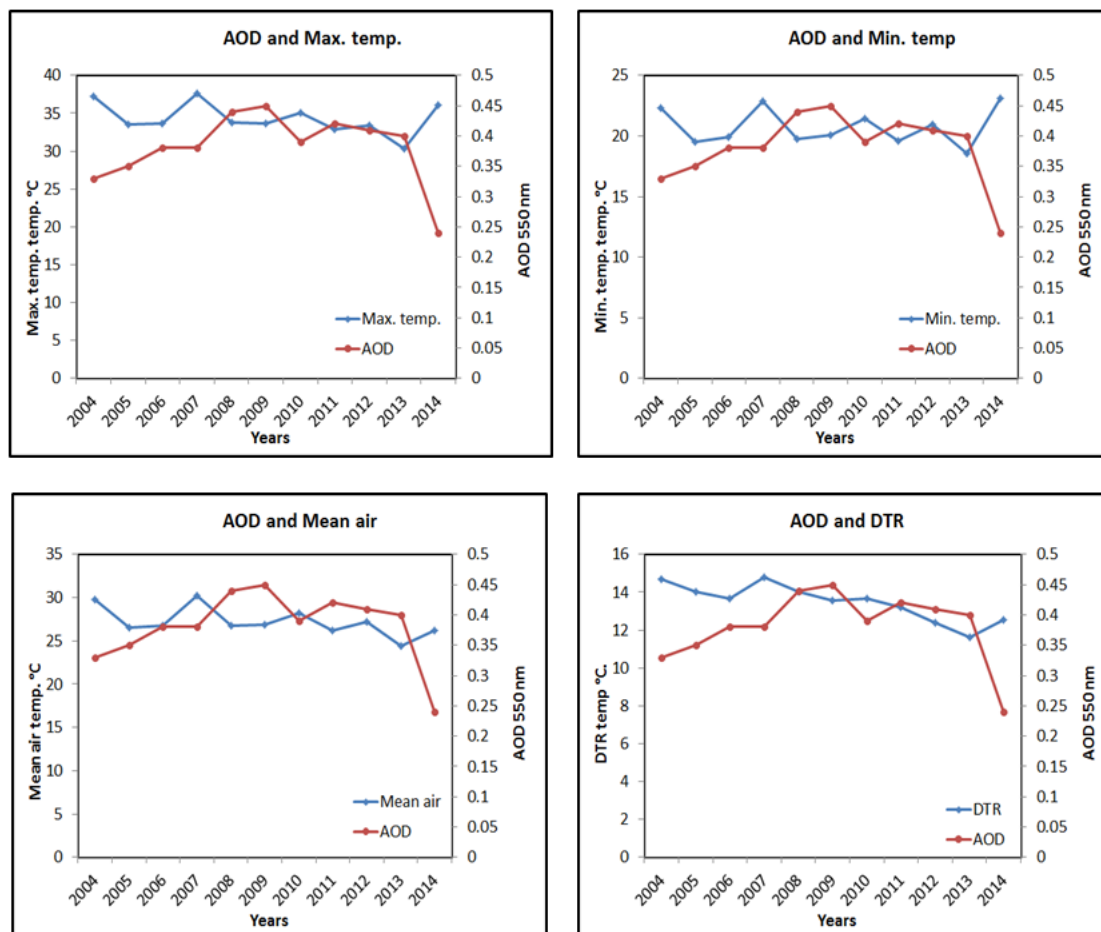 AOD and Max. temp.
Max. temp. °C
40
35
30
25
20
15
10
5
0
0.5
0.45
0.4
0.35
0.3
0.25
0.2
0.15
0.1
0.05
0
AOD 550 nm
Max. temp.
AOD
2004 2005 2006 2007 2008 2009 2010 2011 2012 2013 2014
Years
AOD and Min. temp
Min. temp. °C
25
20
15
10
5
0
0.5
0.45
0.4
0.35
0.3
0.25
0.2
0.15
0.1
0.05
0
AOD 550 nm
Min. temp.
AOD
2004 2005 2006 2007 2008 2009 2010 2011 2012 2013 2014
Years
AOD and Mean air
Mean air temp. °C
35
30
25
20
15
10
5
0
0.5
0.45
0.4
0.35
0.3
0.25
0.2
0.15
0.1
0.05
0
AOD 550 nm
Mean air
AOD
2004 2005 2006 2007 2008 2009 2010 2011 2012 2013 2014
Years
AOD and DTR
DTR temp °C.
16
14
12
10
8
6
4
2
0
0.5
0.45
0.4
0.35
0.3
0.25
0.2
0.15
0.1
0.05
0
AOD 550 nm
DTR
AOD
2004 2005 2006 2007 2008 2009 2010 2011 2012 2013 2014
Years